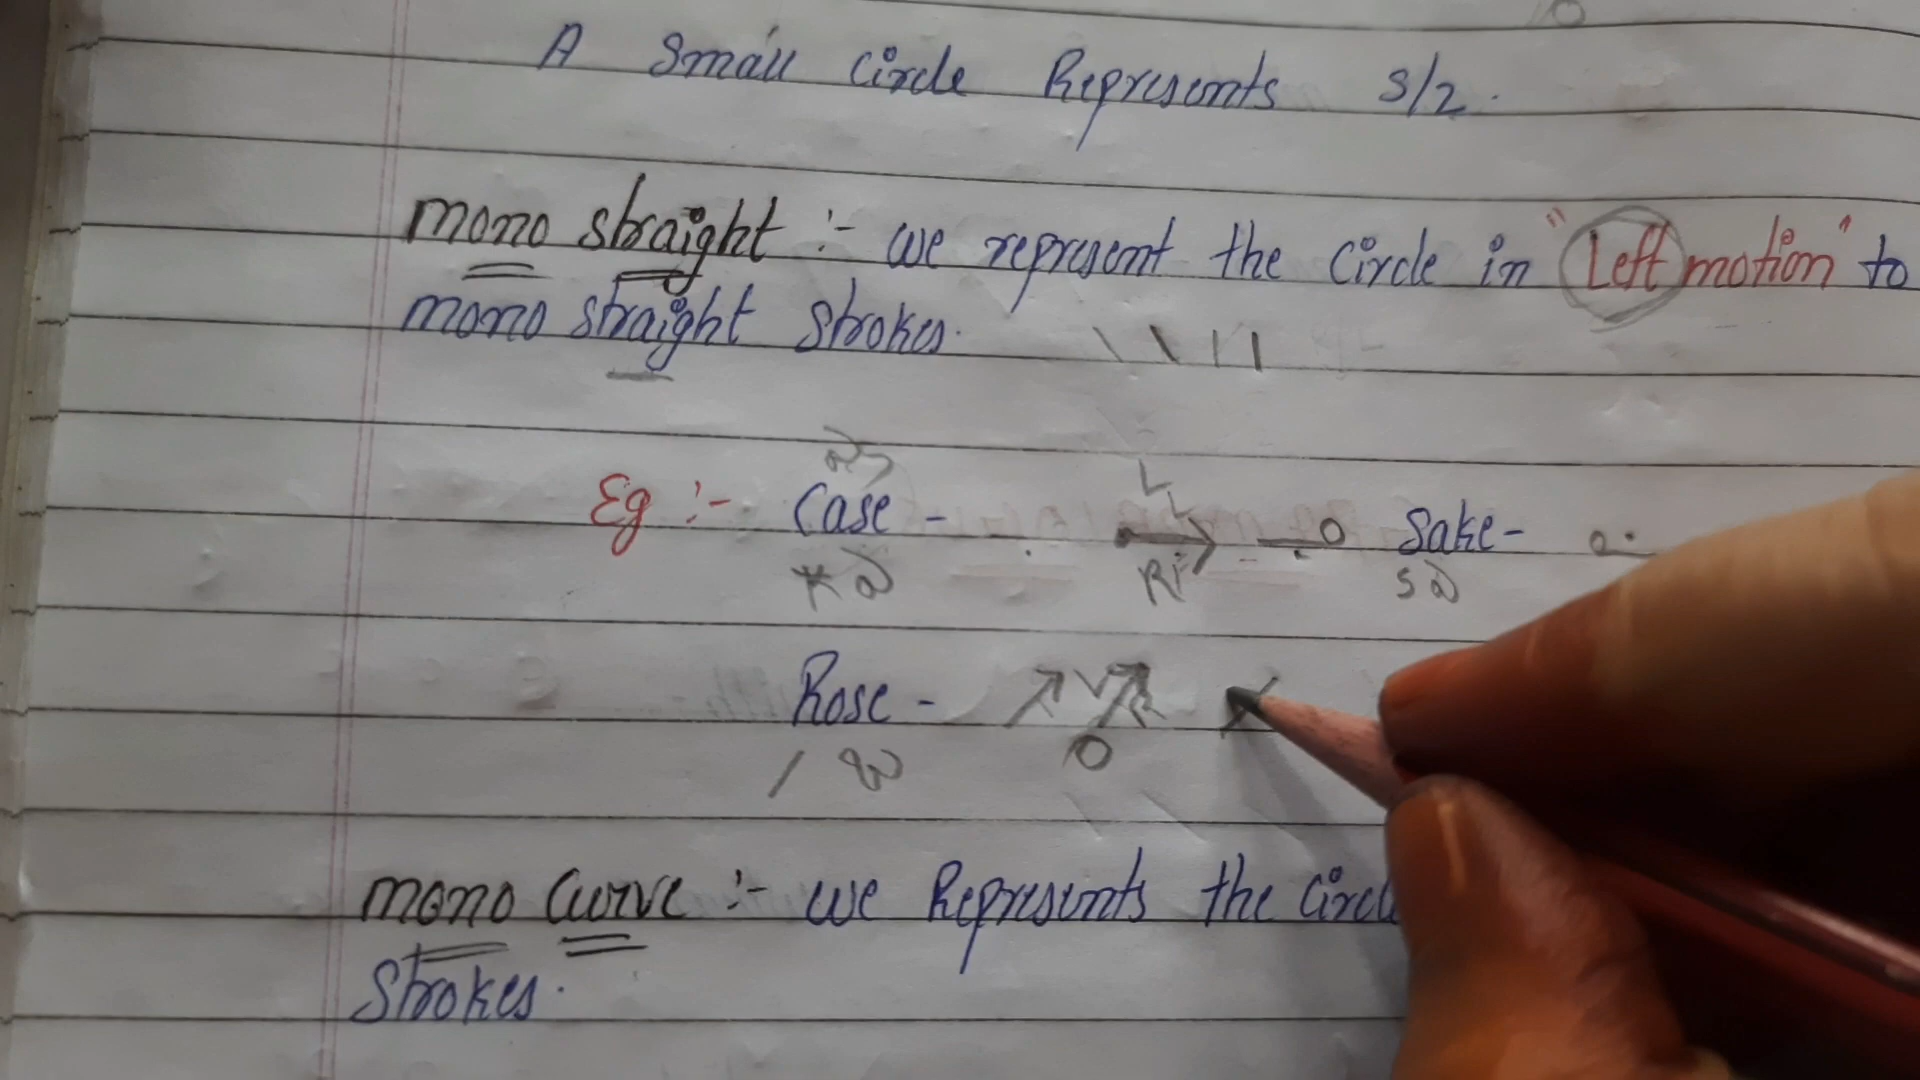 A Small Circle Represents S/Z.
mono straight :- we represent the Circle in "Left motion" to
mono straight Strokes.
Eg :- Case - L Sake -
R
Rose -
mono Curve :- we Represents the Circl
Strokes.